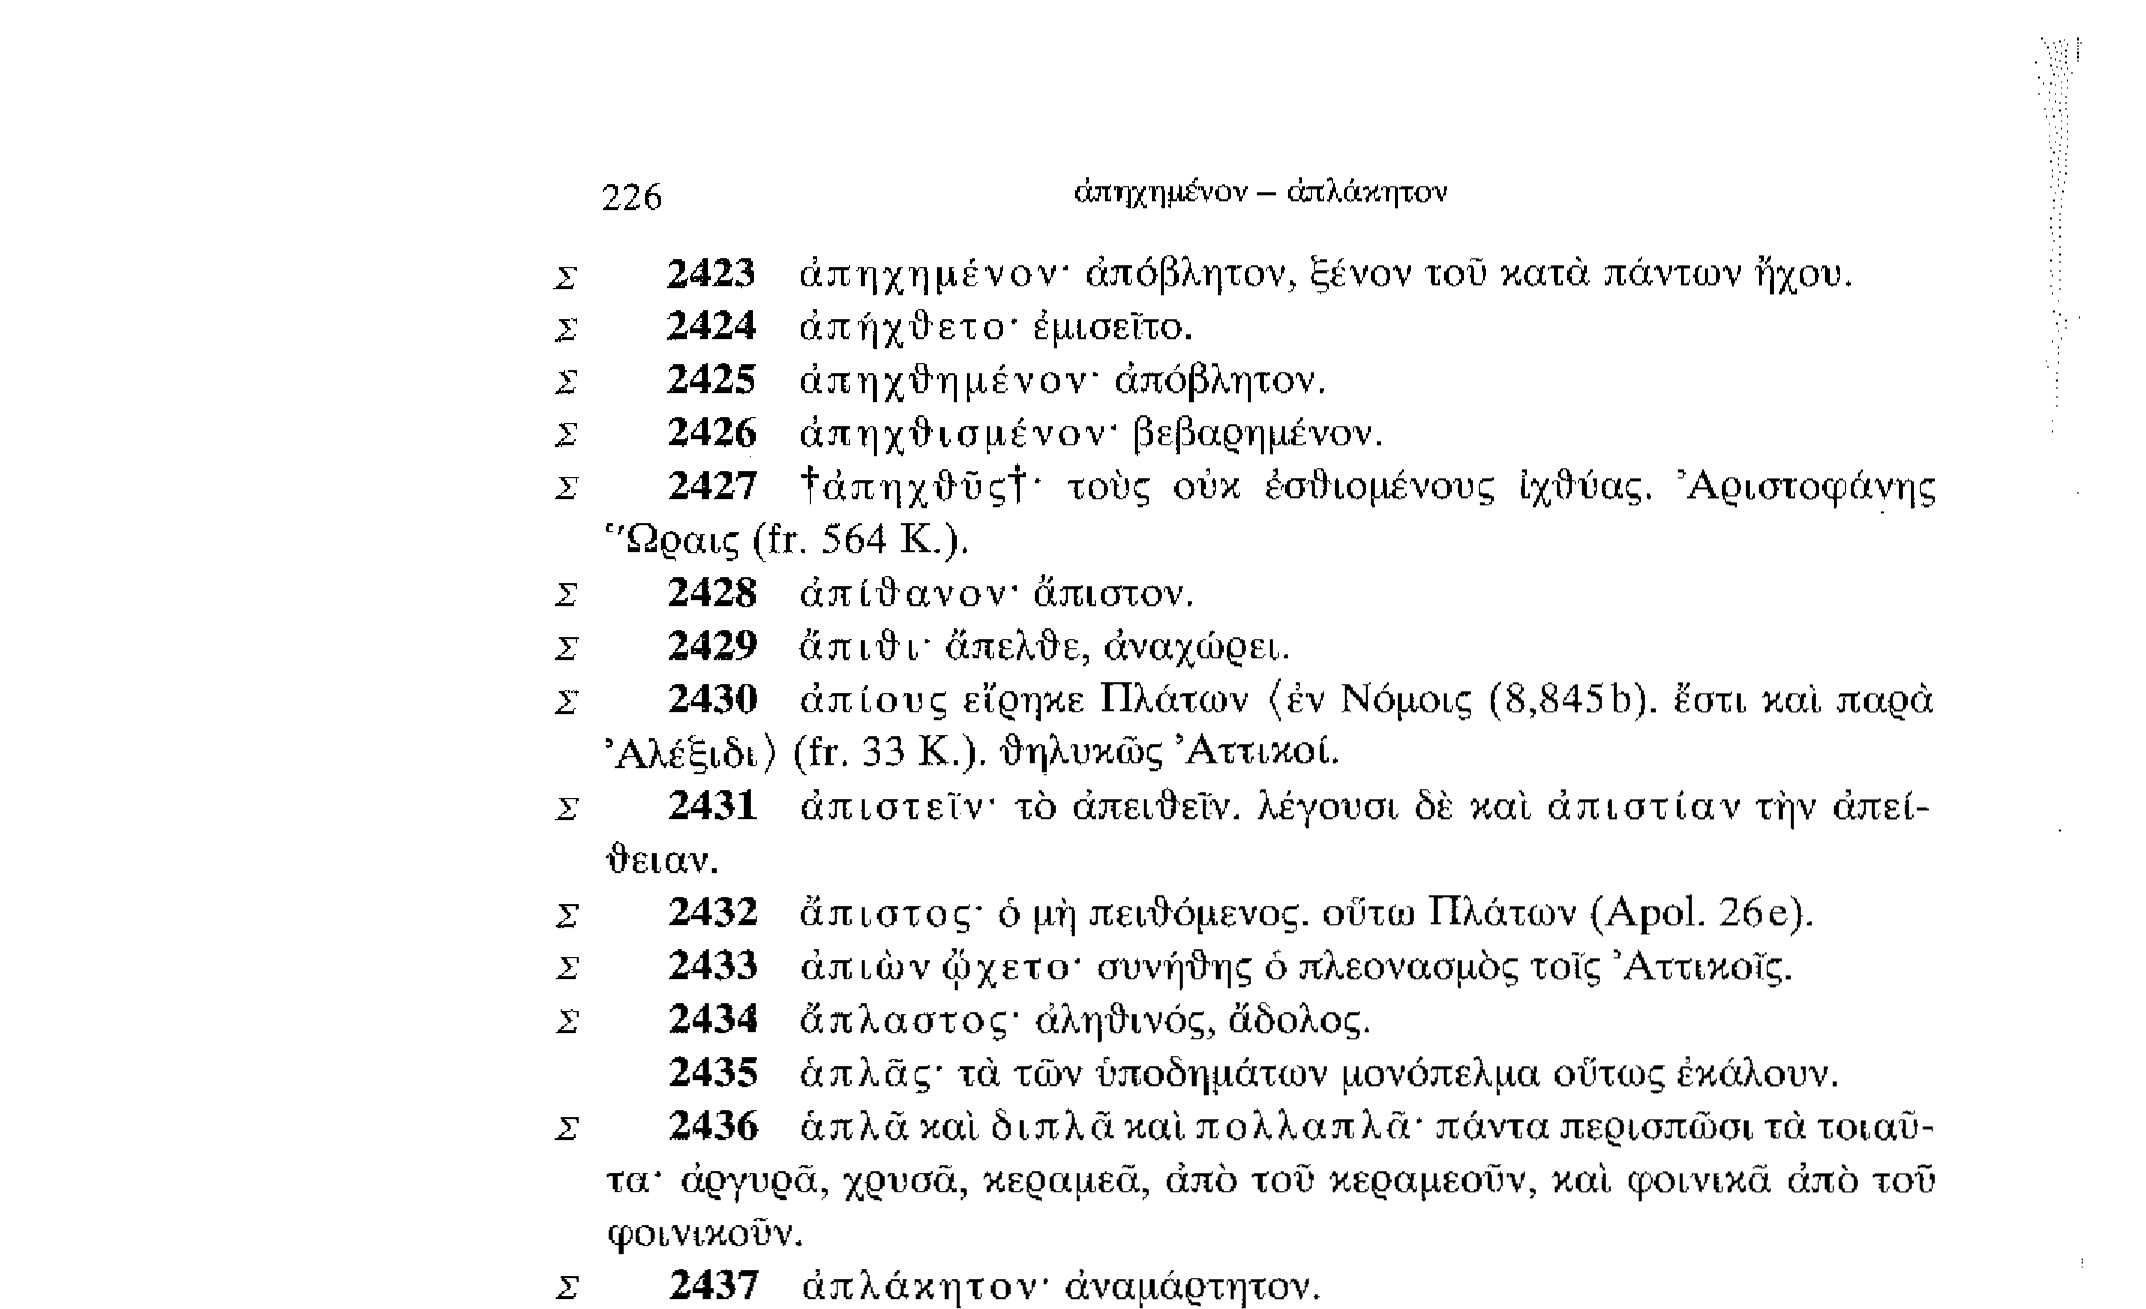 226 ἀπηχημένον – ἀπλάκητον
Σ 2423 ἀπηχημένον· ἀπόβλητον, ξένον τοῦ κατὰ πάντων ἤχου.
Σ 2424 ἀπήχθετο· ἐμισεῖτο.
Σ 2425 ἀπηχθημένον· ἀπόβλητον.
Σ 2426 ἀπηχθισμένον· βεβαρημένον.
Σ 2427 †ἀπηχθῦς†· τοὺς οὐκ ἐσθιομένους ἰχθύας. Ἀριστοφάνης
Ὥραις (fr. 564 K.).
Σ 2428 ἀπίθανον· ἄπιστον.
Σ 2429 ἄπιθι· ἄπελθε, ἀναχώρει.
Σ 2430 ἀπίους εἴρηκε Πλάτων ⟨ἐν Νόμοις (8,845b). ἔστι καὶ παρὰ
Ἀλέξιδι⟩ (fr. 33 K.). θηλυκῶς Ἀττικοί.
Σ 2431 ἀπιστεῖν· τὸ ἀπειθεῖν. λέγουσι δὲ καὶ ἀπιστίαν τὴν ἀπεί-
θειαν.
Σ 2432 ἄπιστος· ὁ μὴ πειθόμενος. οὕτω Πλάτων (Apol. 26e).
Σ 2433 ἀπιὼν ᾤχετο· συνήθης ὁ πλεονασμὸς τοῖς Ἀττικοῖς.
Σ 2434 ἄπλαστος· ἀληθινός, ἄδολος.
2435 ἁπλᾶς· τὰ τῶν ὑποδημάτων μονόπελμα οὕτως ἐκάλουν.
Σ 2436 ἁπλᾶ καὶ διπλᾶ καὶ πολλαπλᾶ· πάντα περισπῶσι τὰ τοιαῦ-
τα· ἀργυρᾶ, χρυσᾶ, κεραμεᾶ, ἀπὸ τοῦ κεραμεοῦν, καὶ φοινικᾶ ἀπὸ τοῦ
φοινικοῦν.
Σ 2437 ἀπλάκητον· ἀναμάρτητον.